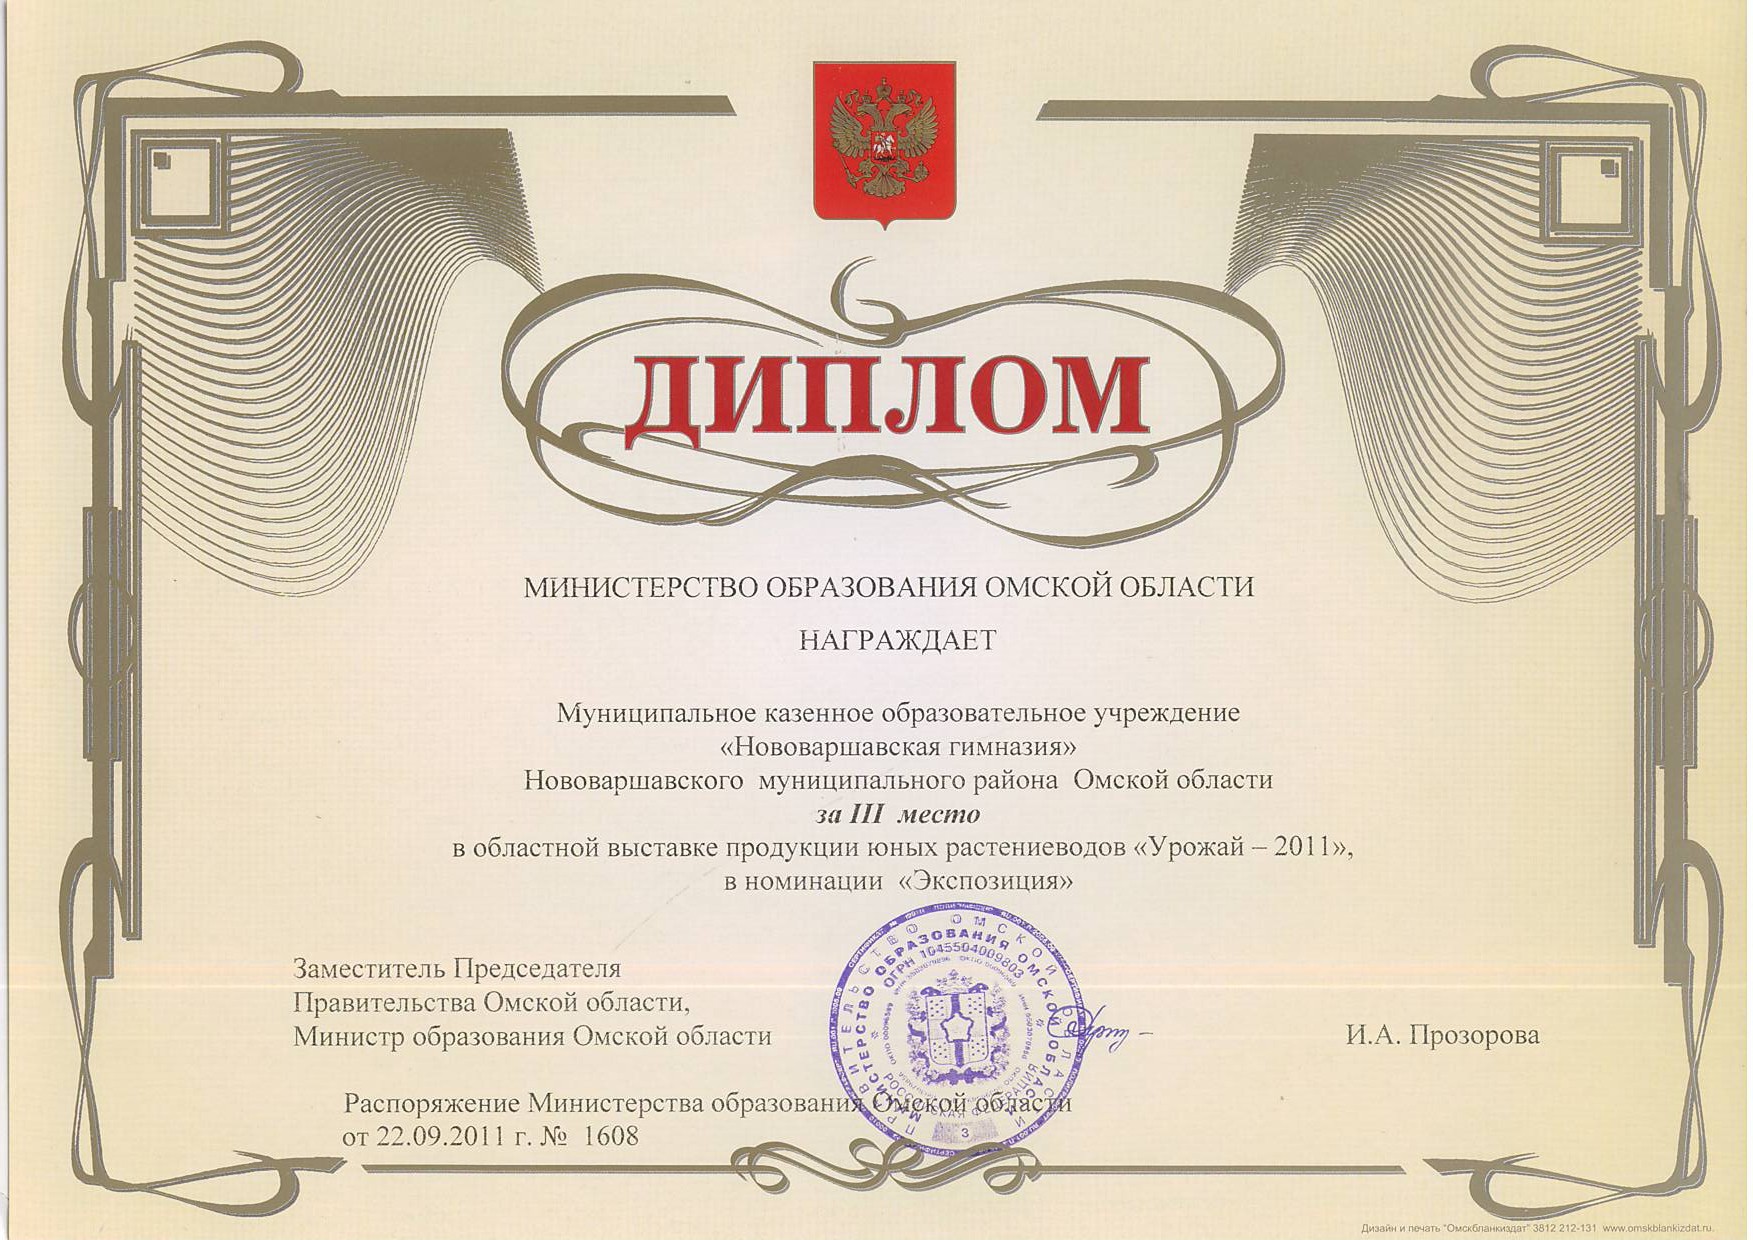 ДИПЛОМ
МИНИСТЕРСТВО ОБРАЗОВАНИЯ ОМСКОЙ ОБЛАСТИ
НАГРАЖДАЕТ
Муниципальное казенное образовательное учреждение
«Нововаршавская гимназия»
Нововаршавского муниципального района Омской области
за III место
в областной выставке продукции юных растениеводов «Урожай – 2011»,
в номинации «Экспозиция»
Заместитель Председателя
Правительства Омской области,
Министр образования Омской области
И.А. Прозорова
ПРАВИТЕЛЬСТВО ОМСКОЙ ОБЛАСТИ
МИНИСТЕРСТВО ОБРАЗОВАНИЯ ОМСКОЙ ОБЛАСТИ
ОГРН 1045504009803
РОССИЙСКАЯ ФЕДЕРАЦИЯ
3
Распоряжение Министерства образования Омской области
от 22.09.2011 г. № 1608
Дизайн и печать "Омскбланкиздат" 3812 212-131 www.omskblankizdat.ru.